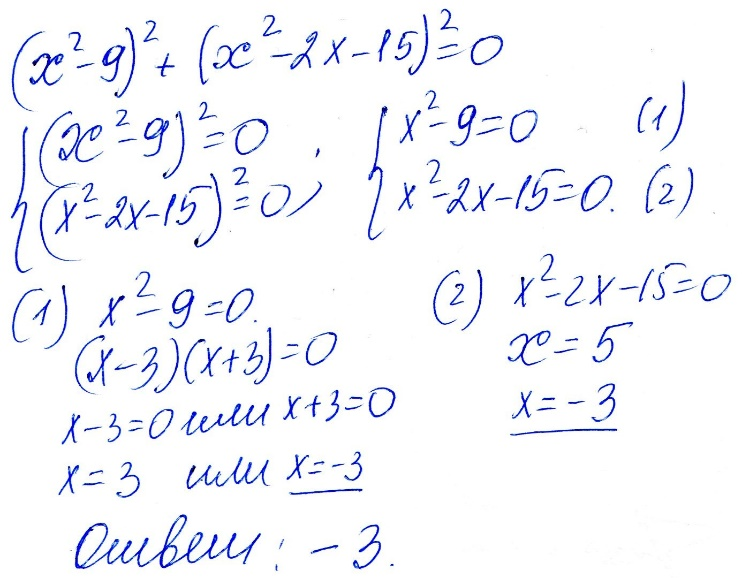 (x²-9)²+(x²-2x-15)²=0
{(x²-9)²=0 ; {x²-9=0 (1)
{(x²-2x-15)²=0 {x²-2x-15=0. (2)
(1) x²-9=0.
(x-3)(x+3)=0
x-3=0 или x+3=0
x=3 или x=-3
(2) x²-2x-15=0
x=5
x=-3
Ответ: -3.